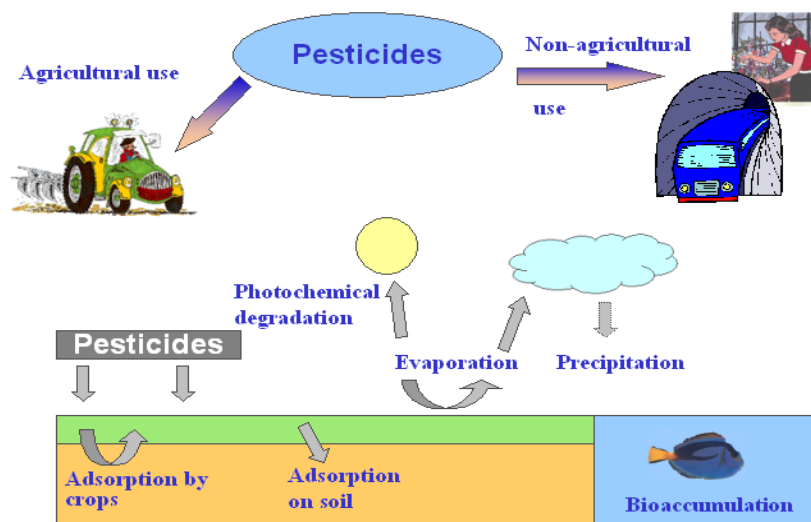 Pesticides
Agricultural use
Non-agricultural
use
Photochemical
degradation
Pesticides
Evaporation
Precipitation
Adsorption by
crops
Adsorption
on soil
Bioaccumulation